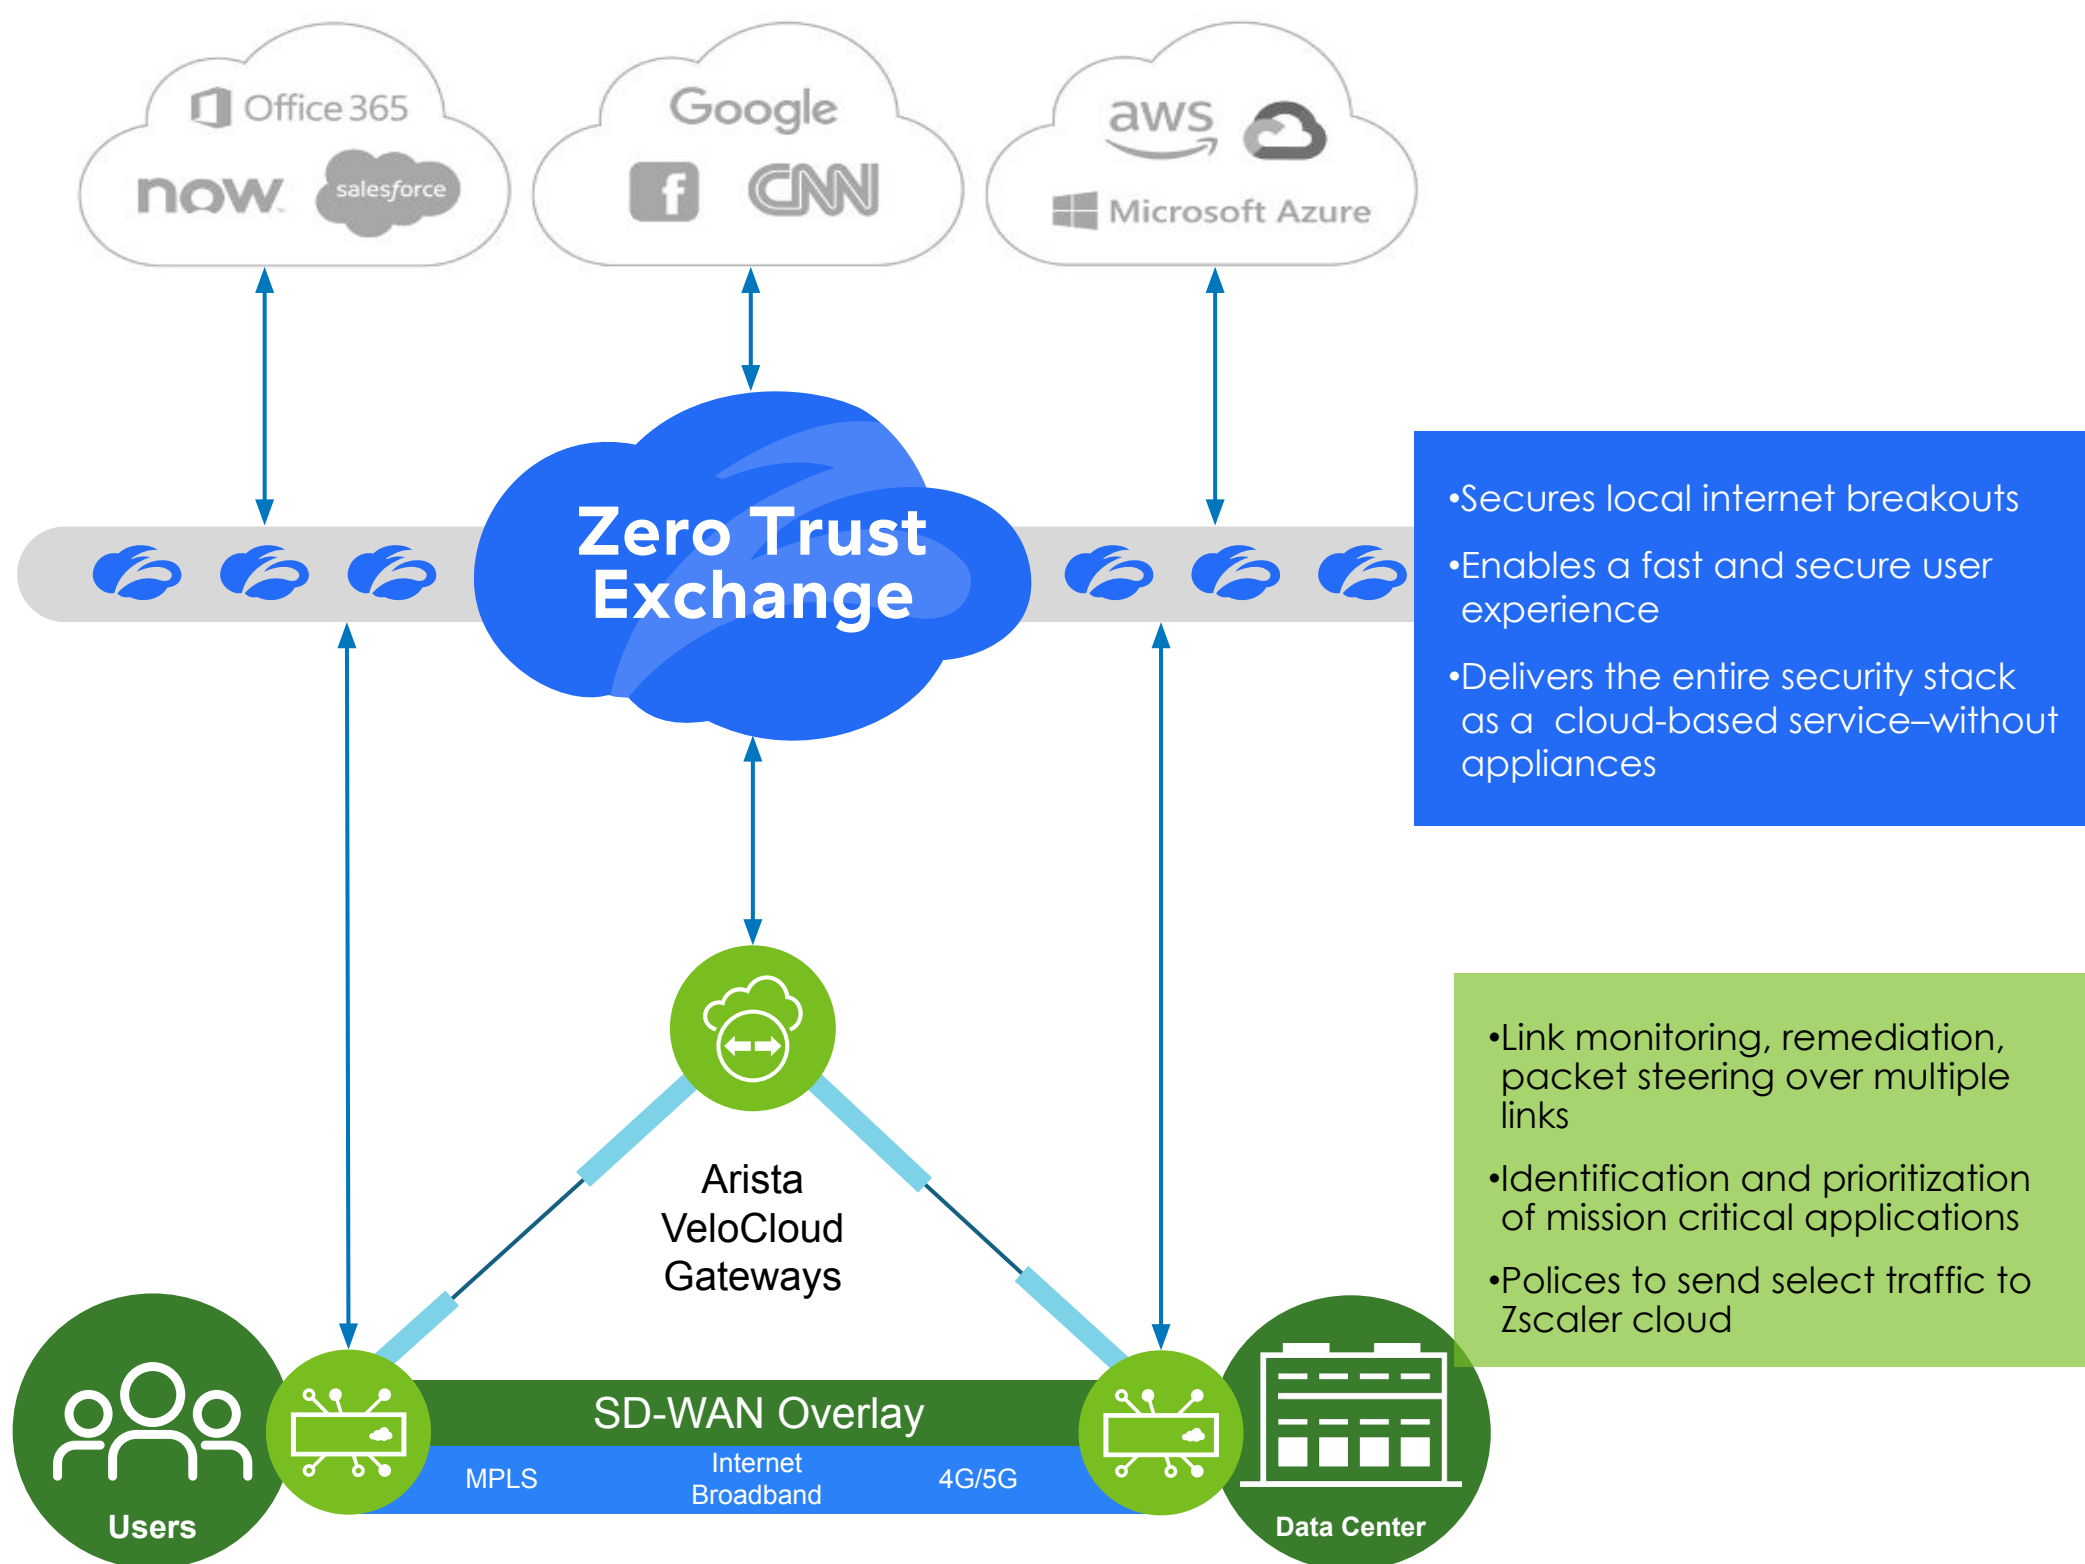 Office 365
now
salesforce
Google
f
CNN
aws
Microsoft Azure
Zero Trust
Exchange
•Secures local internet breakouts
•Enables a fast and secure user
experience
•Delivers the entire security stack
as a  cloud-based service–without
appliances
Arista
VeloCloud
Gateways
•Link monitoring, remediation,
packet steering over multiple
links
•Identification and prioritization
of mission critical applications
•Polices to send select traffic to
Zscaler cloud
SD-WAN Overlay
MPLS
Internet
Broadband
4G/5G
Users
Data Center